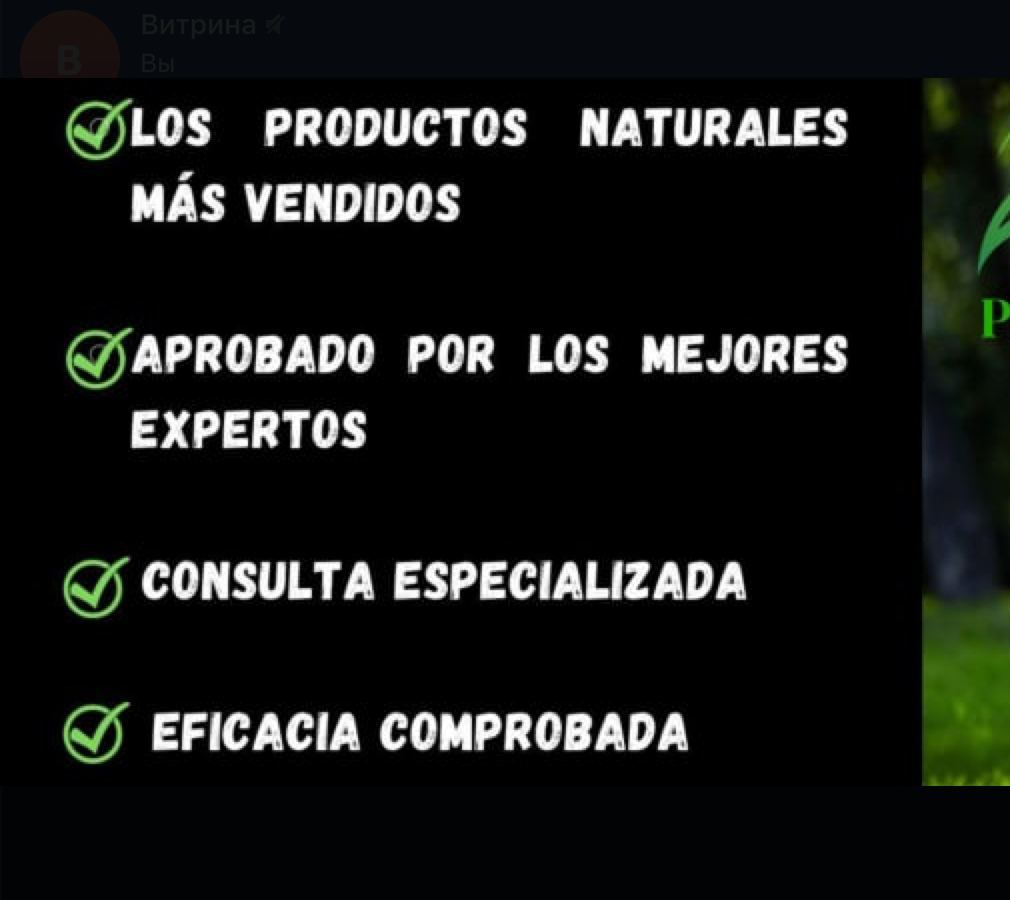 Витрина
В
Вы
LOS PRODUCTOS NATURALES
MÁS VENDIDOS
APROBADO POR LOS MEJORES
EXPERTOS
CONSULTA ESPECIALIZADA
EFICACIA COMPROBADA
P